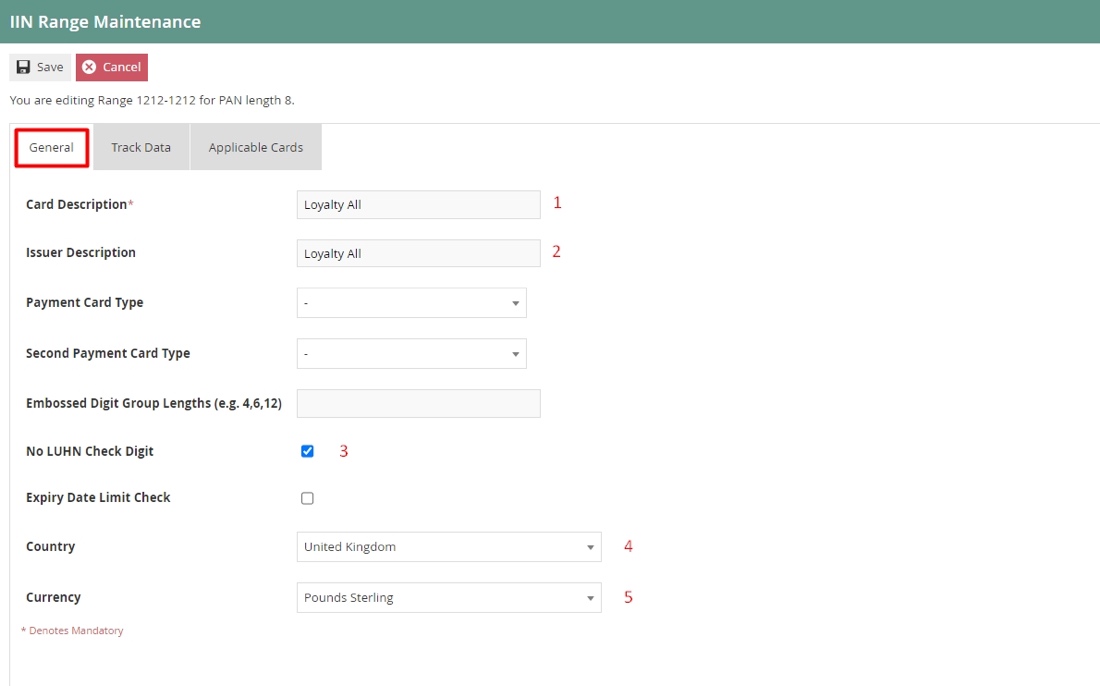 IIN Range Maintenance
Save Cancel
You are editing Range 1212-1212 for PAN length 8.
General Track Data Applicable Cards
Card Description* Loyalty All 1
Issuer Description Loyalty All 2
Payment Card Type -
Second Payment Card Type -
Embossed Digit Group Lengths (e.g. 4,6,12)
No LUHN Check Digit 3
Expiry Date Limit Check
Country United Kingdom 4
Currency Pounds Sterling 5
* Denotes Mandatory